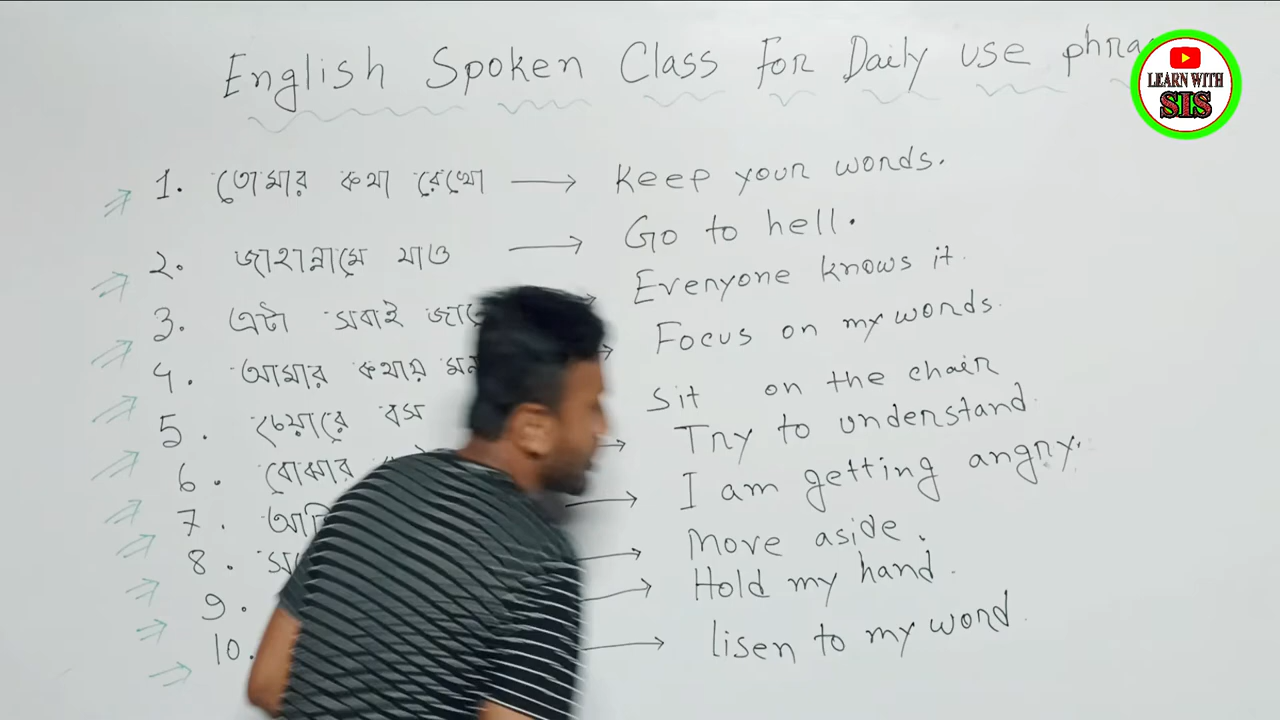 English Spoken Class For Daily use
LEARN WITH
SIS
1. তোমার কথা রেখো → Keep your words.
২. জাহান্নামে যাও → Go to hell.
3. এটা সবাই Everyone knows it.
4. আমার কথায় Focus on my words.
5. চেয়ারে বস Sit on the chair
6. বোঝার → Try to understand.
7. → I am getting angry.
8. → Move aside.
9. → Hold my hand.
10. → lisen to my word.